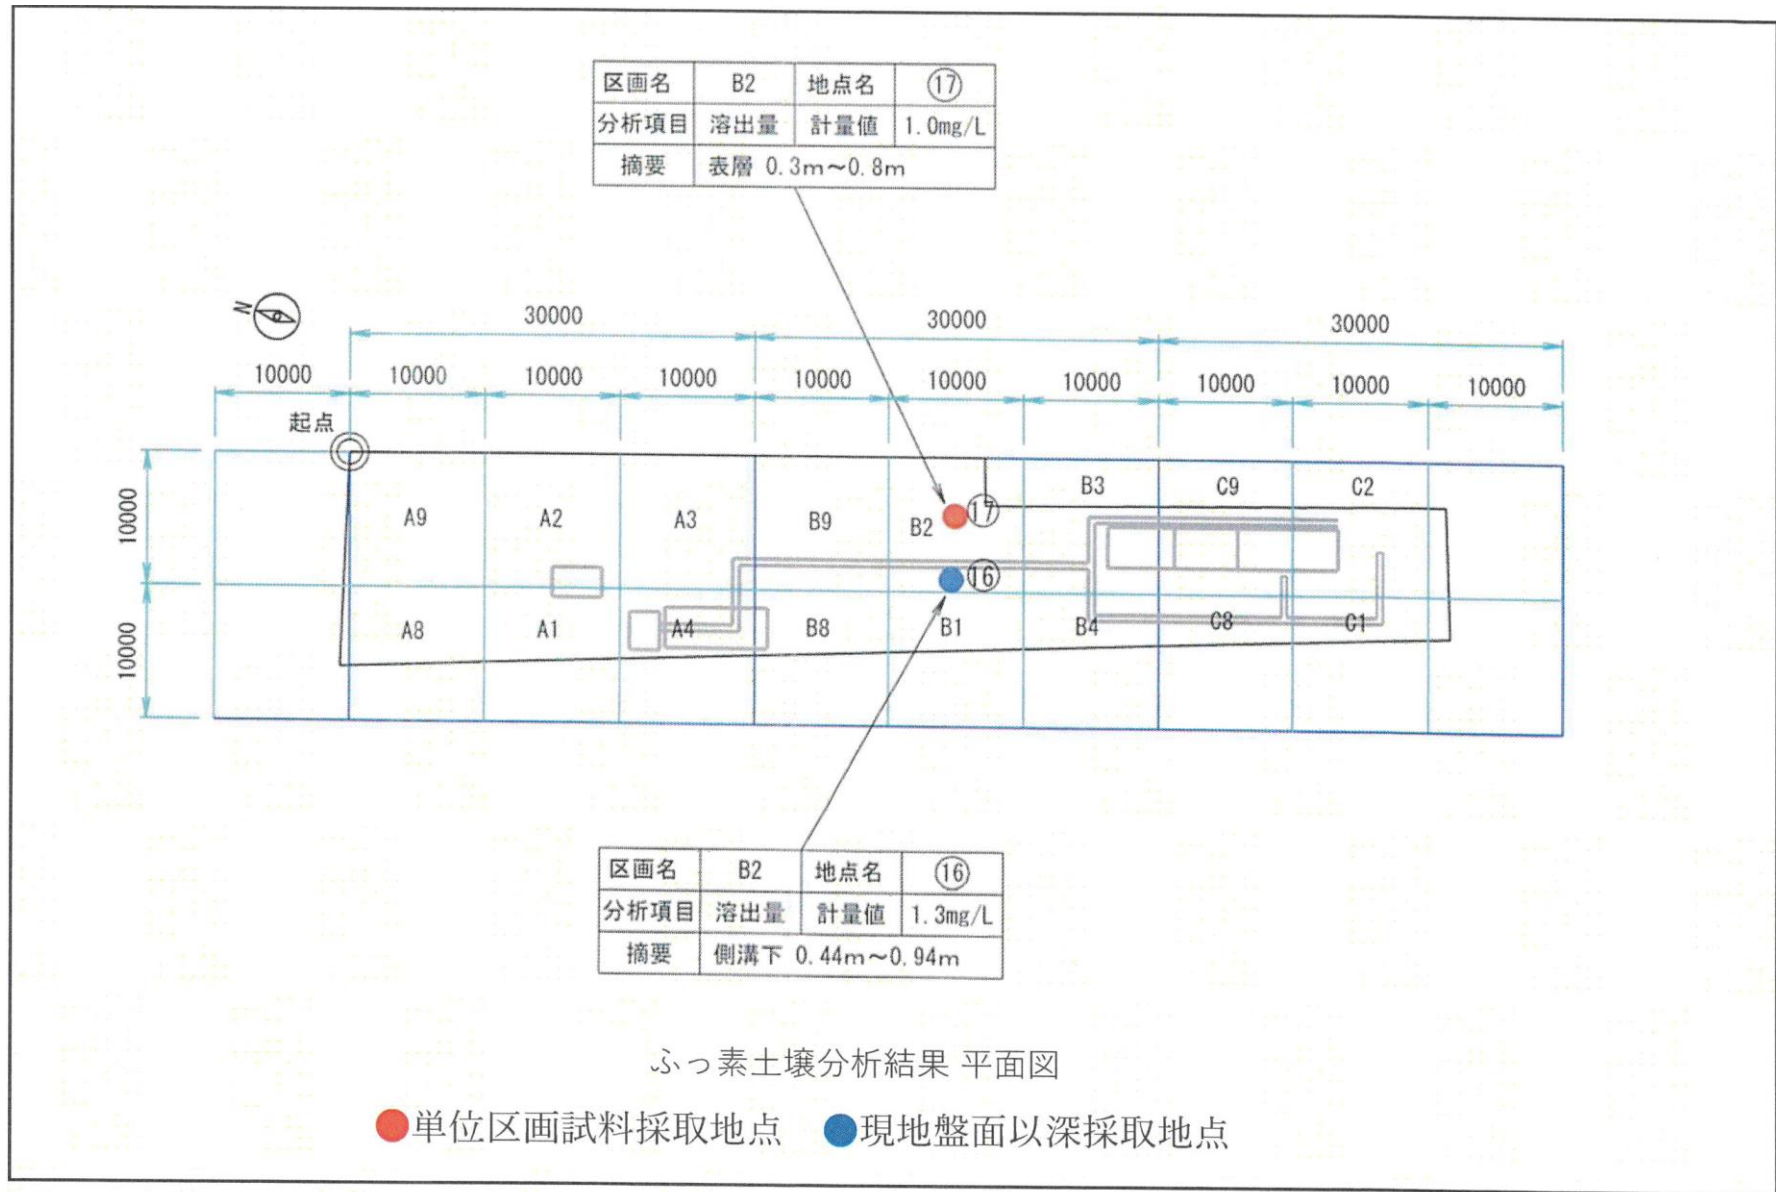 区画名 B2 地点名 ⑰
分析項目 溶出量 計量値 1.0mg/L
摘要 表層 0.3m~0.8m
N
30000 30000 30000
10000 10000 10000 10000 10000 10000 10000 10000 10000 10000
起点
10000
A9 A2 A3 B9 B2 ⑰ B3 C9 C2
⑯
10000
A8 A1 A4 B8 B1 B4 C8 C1
区画名 B2 地点名 ⑯
分析項目 溶出量 計量値 1.3mg/L
摘要 側溝下 0.44m~0.94m
ふっ素土壌分析結果 平面図
単位区画試料採取地点 現地盤面以深採取地点